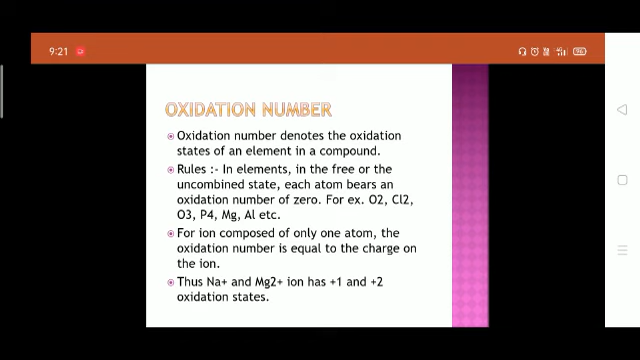 9:21
96
OXIDATION NUMBER
Oxidation number denotes the oxidation
states of an element in a compound.
Rules :- In elements, in the free or the
uncombined state, each atom bears an
oxidation number of zero. For ex. O2, Cl2,
O3, P4, Mg, Al etc.
For ion composed of only one atom, the
oxidation number is equal to the charge on
the ion.
Thus Na+ and Mg2+ ion has +1 and +2
oxidation states.